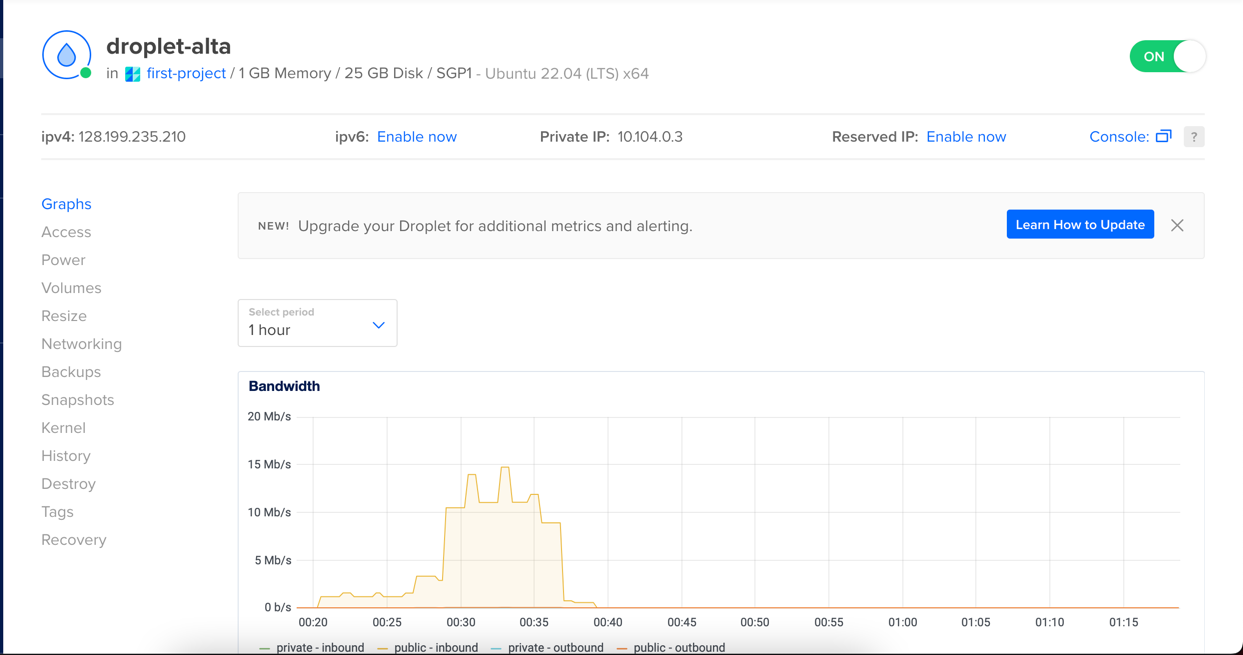 droplet-alta
in first-project / 1 GB Memory / 25 GB Disk / SGP1 - Ubuntu 22.04 (LTS) x64
ON
ipv4: 128.199.235.210 ipv6: Enable now Private IP: 10.104.0.3 Reserved IP: Enable now Console: ?
Graphs
Access
Power
Volumes
Resize
Networking
Backups
Snapshots
Kernel
History
Destroy
Tags
Recovery
NEW! Upgrade your Droplet for additional metrics and alerting.
Learn How to Update
Select period
1 hour
Bandwidth
20 Mb/s
15 Mb/s
10 Mb/s
5 Mb/s
0 b/s
00:20 00:25 00:30 00:35 00:40 00:45 00:50 00:55 01:00 01:05 01:10 01:15
private - inbound public - inbound private - outbound public - outbound